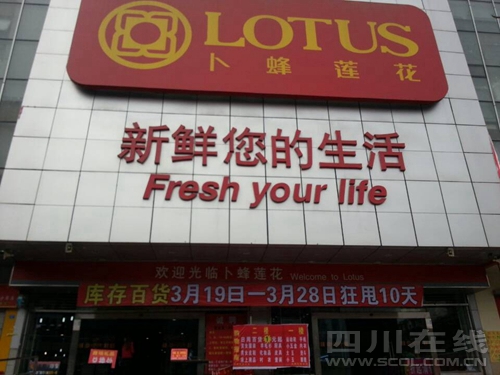 LOTUS
卜蜂莲花
新鲜您的生活
Fresh your life
欢迎光临卜蜂莲花 Welcome to Lotus
库存百货3月19日—3月28日狂甩10天
四川在线
WWW.SCOL.COM.CN